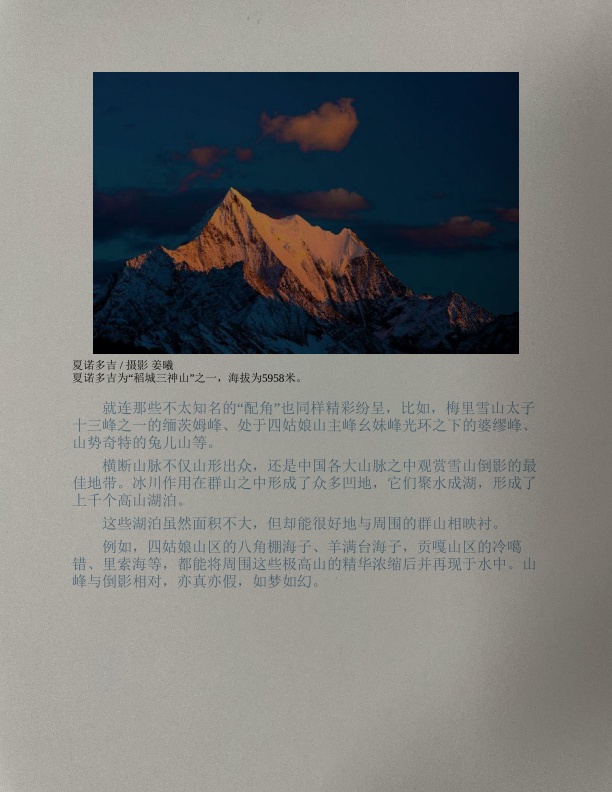 夏诺多吉 / 摄影 姜曦
夏诺多吉为“稻城三神山”之一，海拔为5958米。
就连那些不太知名的“配角”也同样精彩纷呈，比如，梅里雪山太子
十三峰之一的缅茨姆峰、处于四姑娘山主峰幺妹峰光环之下的婆缪峰、
山势奇特的兔儿山等。
横断山脉不仅山形出众，还是中国各大山脉之中观赏雪山倒影的最
佳地带。冰川作用在群山之中形成了众多凹地，它们聚水成湖，形成了
上千个高山湖泊。
这些湖泊虽然面积不大，但却能很好地与周围的群山相映衬。
例如，四姑娘山区的八角棚海子、羊满台海子，贡嘎山区的冷噶
错、里索海等，都能将周围这些极高山的精华浓缩后并再现于水中。山
峰与倒影相对，亦真亦假，如梦如幻。